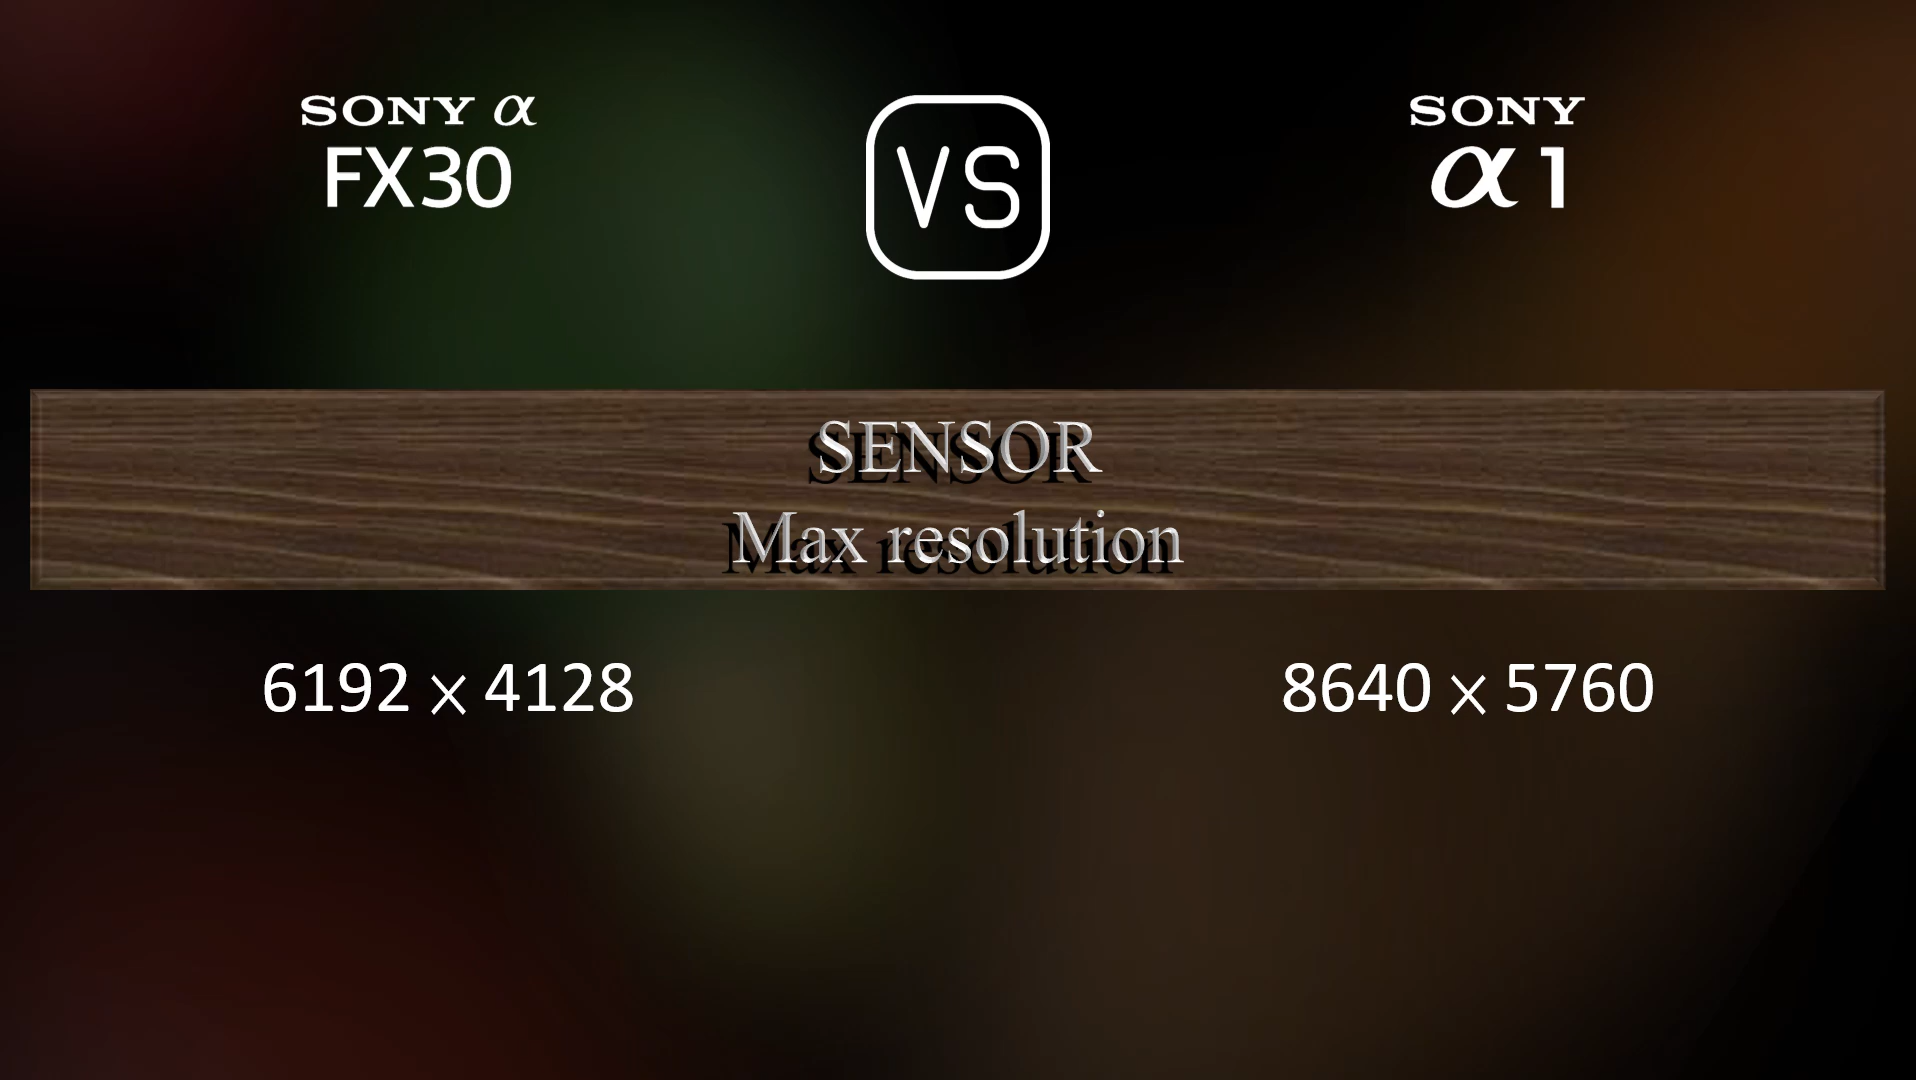 SONY α
FX30
VS
SONY
α1
SENSOR
Max resolution
6192 x 4128
8640 x 5760